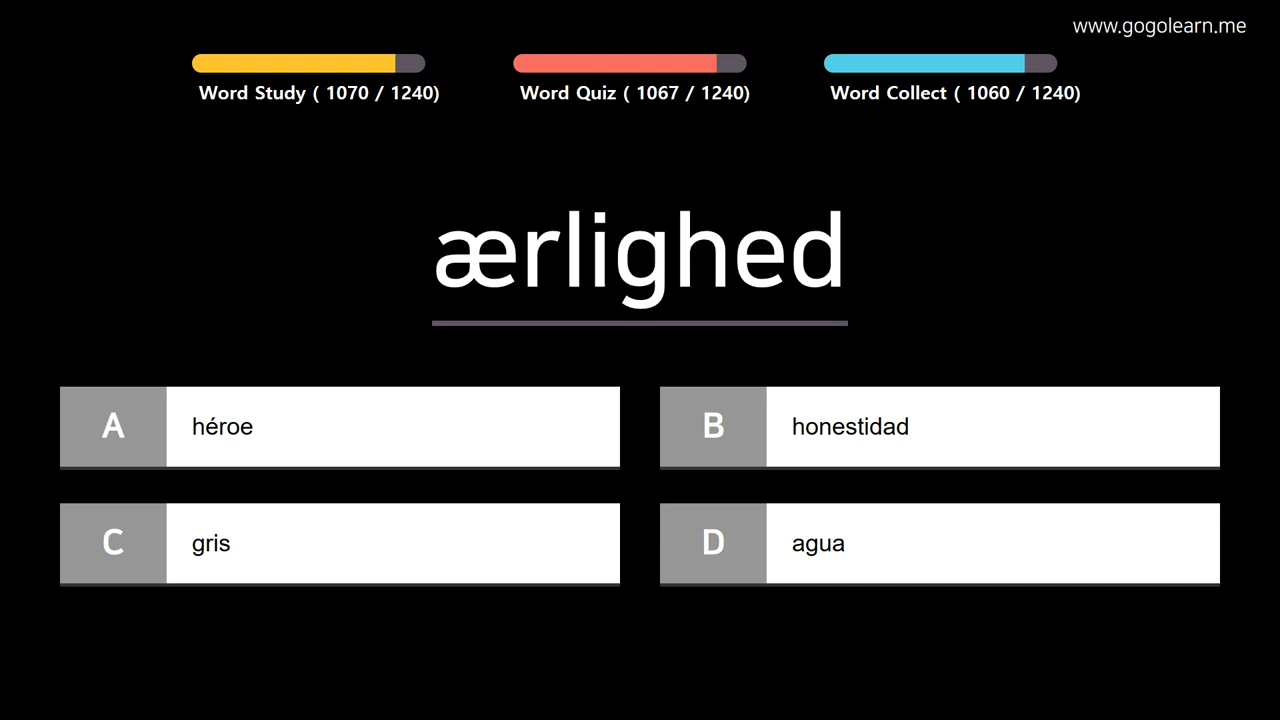 www.gogolearn.me
Word Study ( 1070 / 1240)
Word Quiz ( 1067 / 1240)
Word Collect ( 1060 / 1240)
ærlighed
A héroe
B honestidad
C gris
D agua